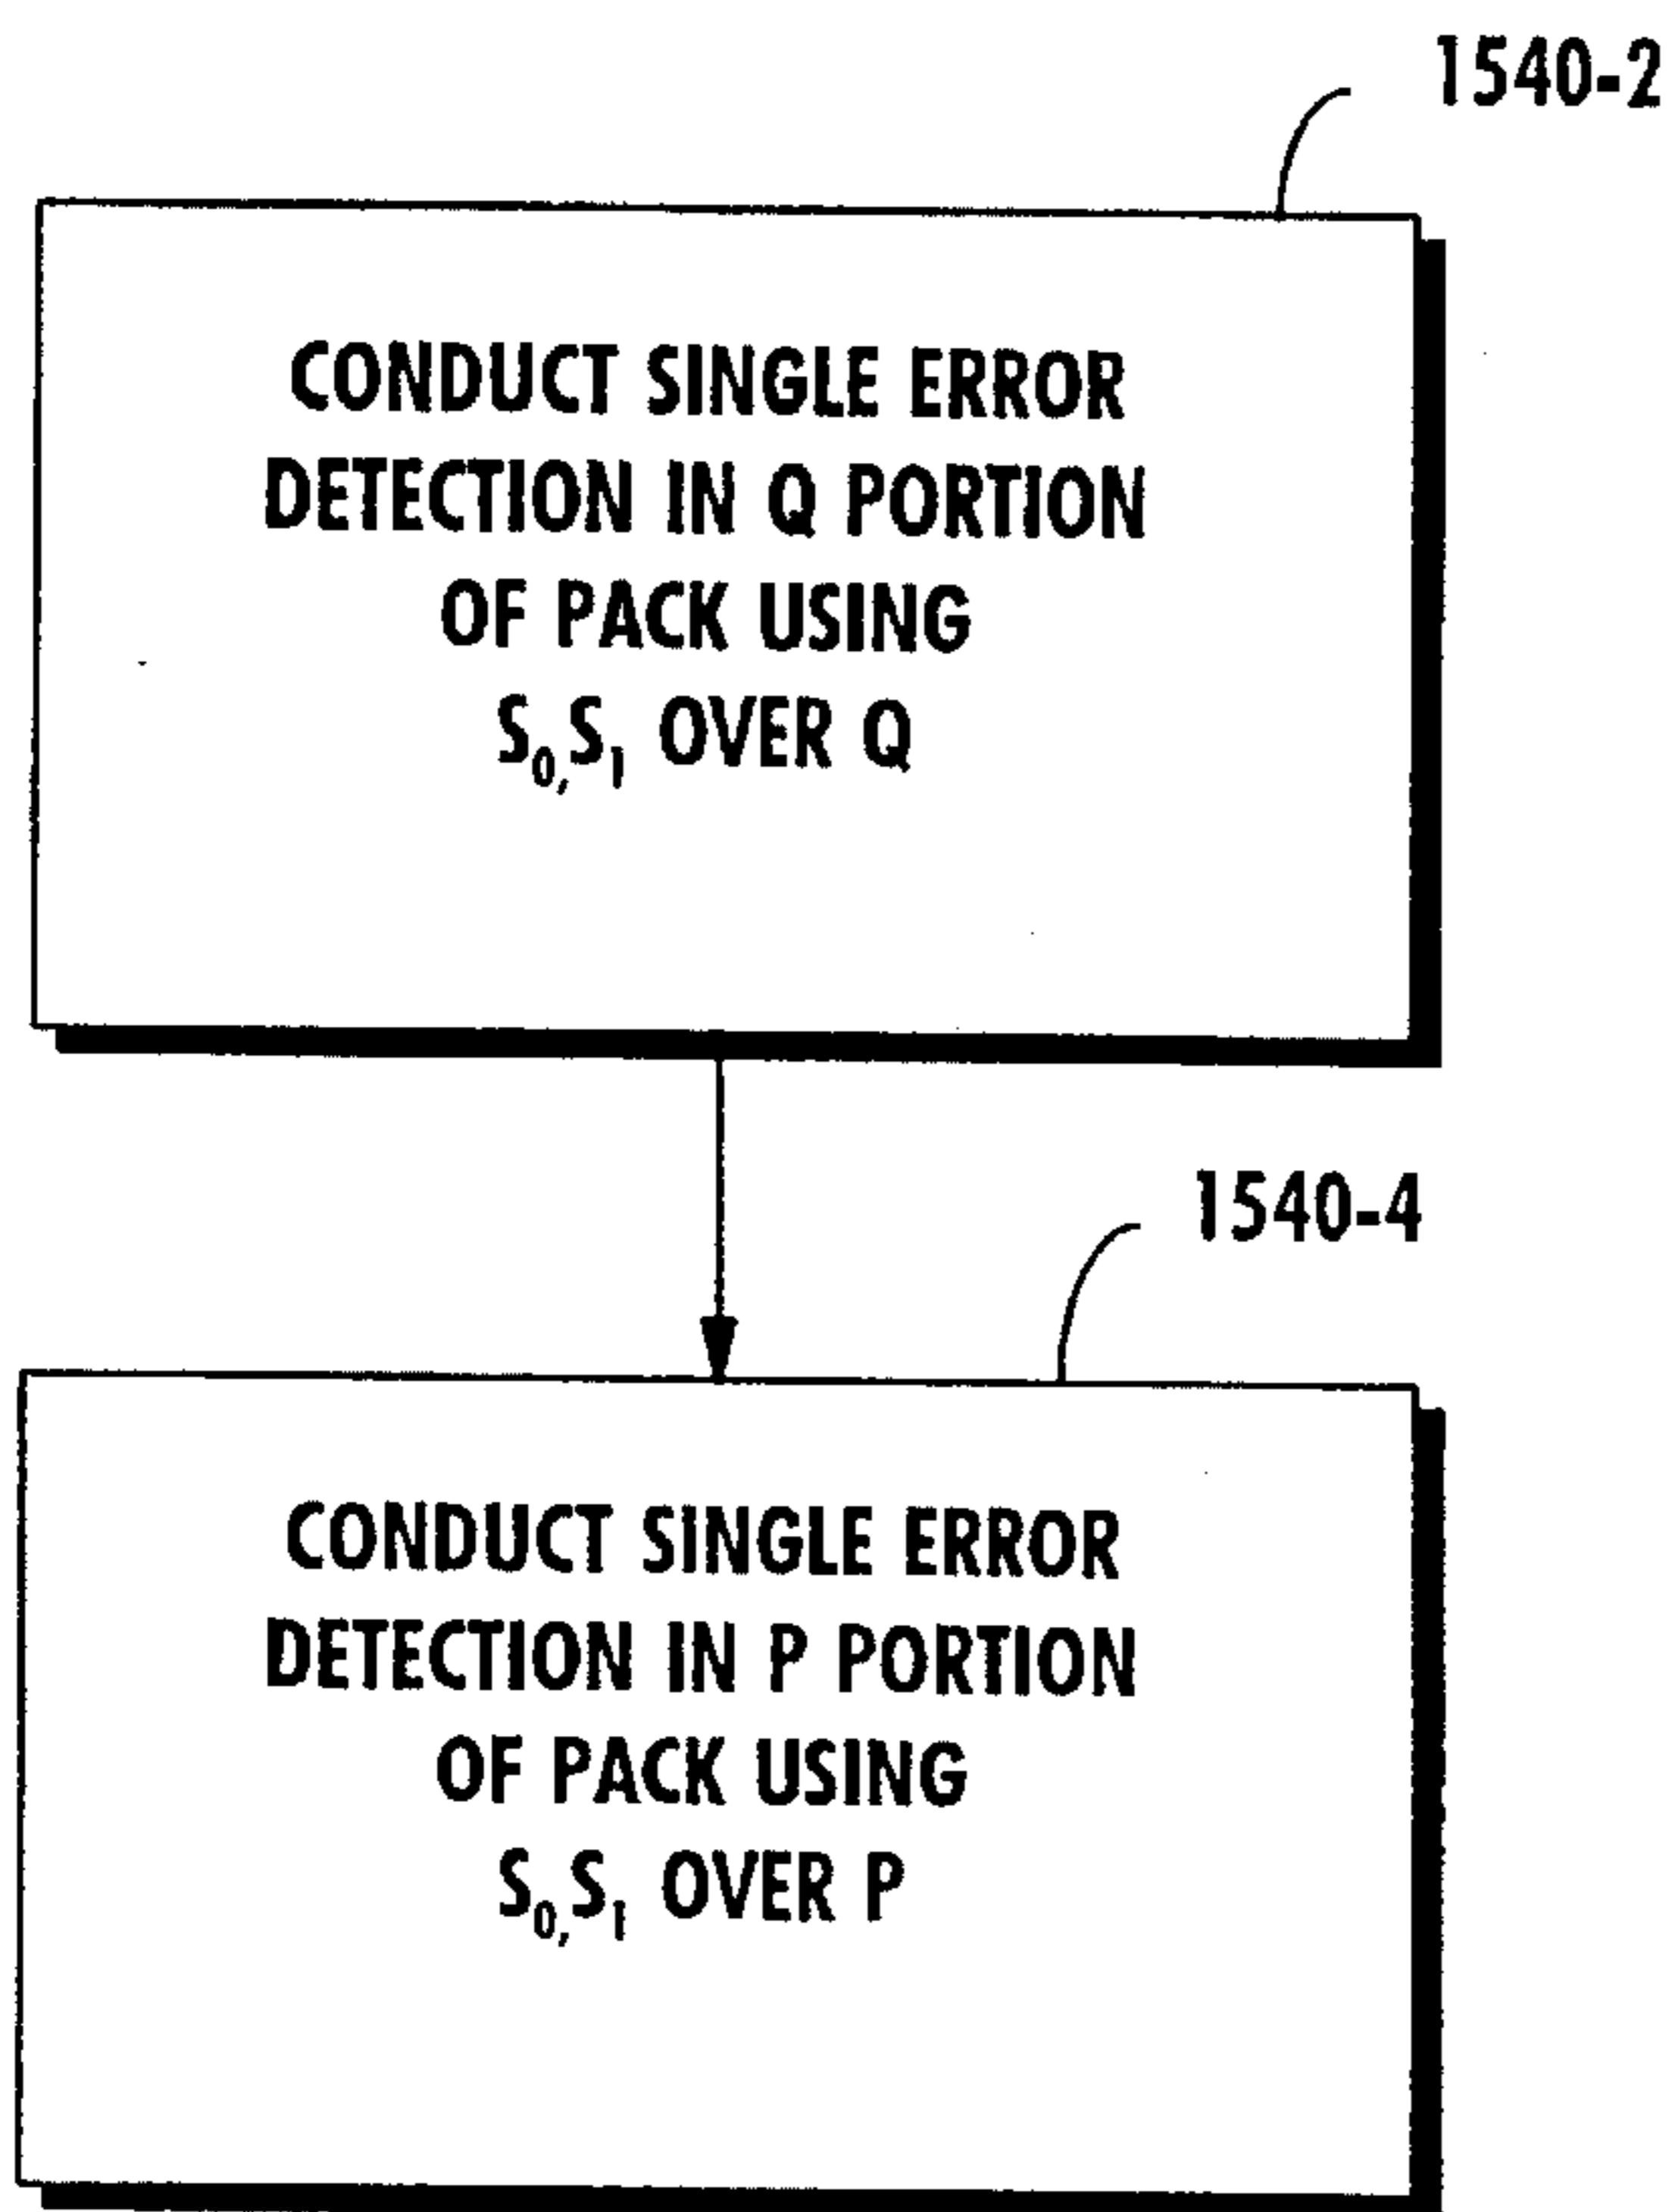 1540-2
CONDUCT SINGLE ERROR
DETECTION IN Q PORTION
OF PACK USING
S₀,S₁ OVER Q
1540-4
CONDUCT SINGLE ERROR
DETECTION IN P PORTION
OF PACK USING
S₀,S₁ OVER P